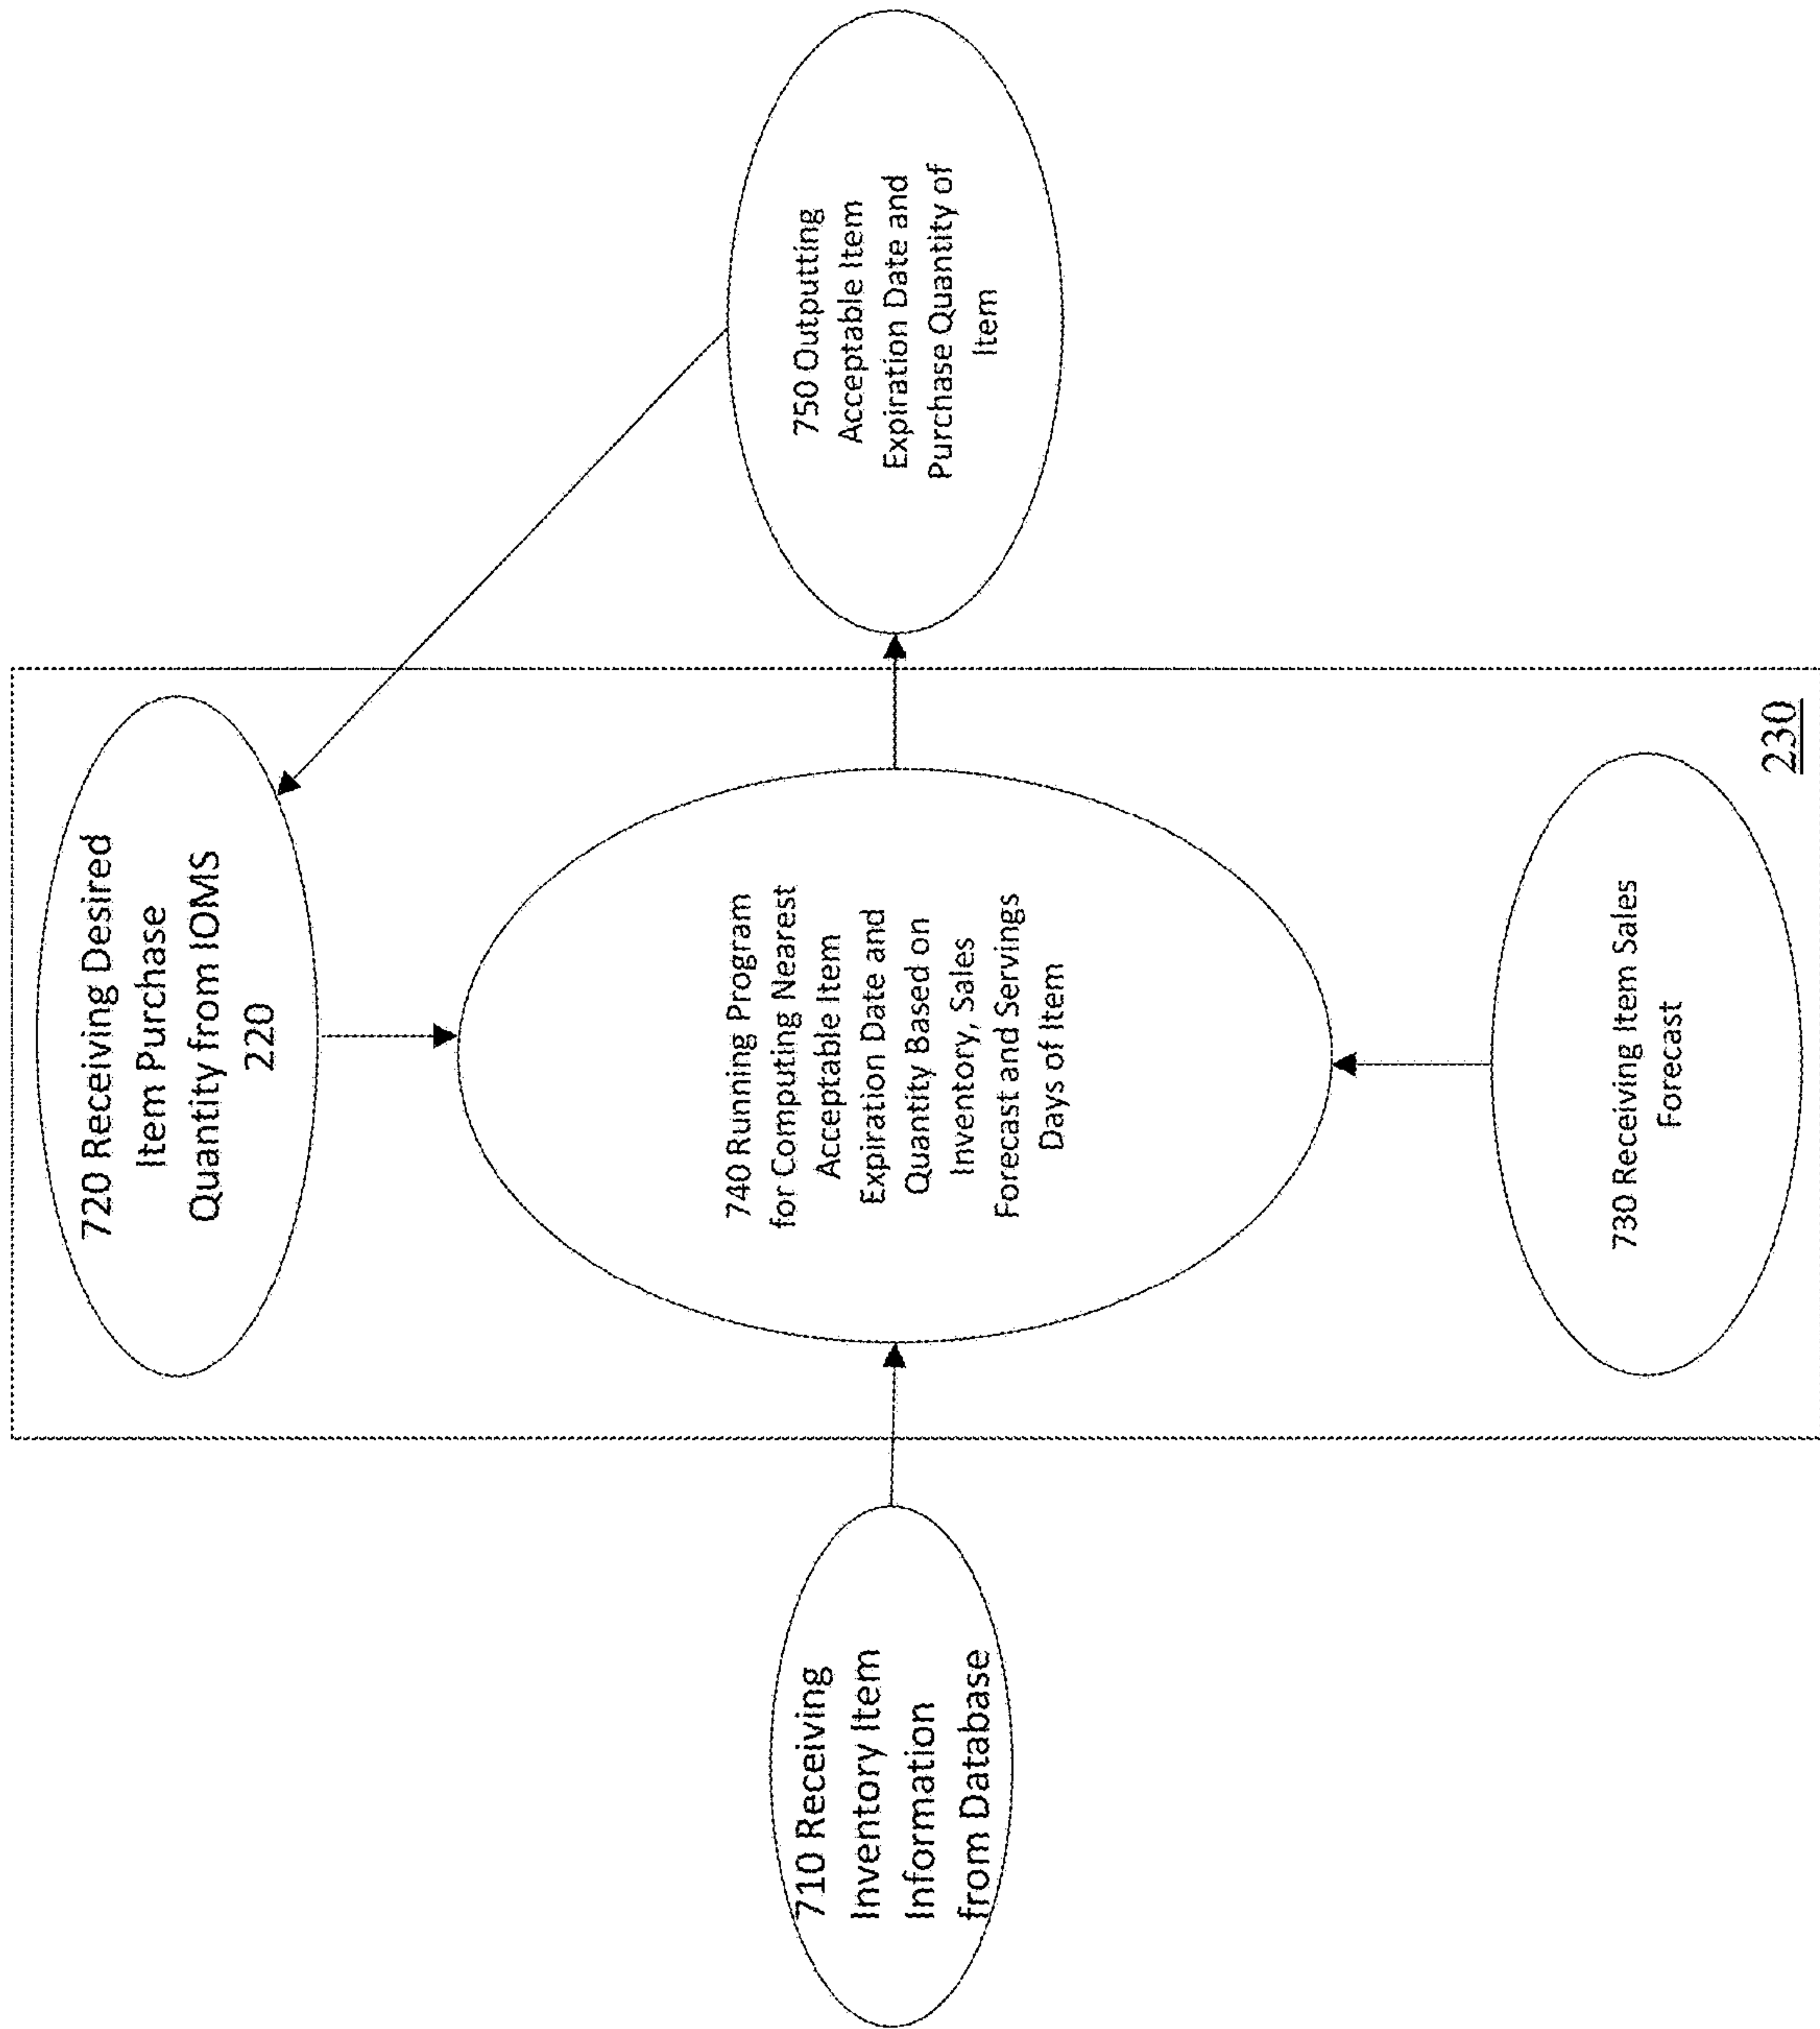 710 Receiving
Inventory Item
Information
from Database
720 Receiving Desired
Item Purchase
Quantity from IOMS
220
740 Running Program
for Computing Nearest
Acceptable Item
Expiration Date and
Quantity Based on
Inventory, Sales
Forecast and Servings
Days of Item
730 Receiving Item Sales
Forecast
230
750 Outputting
Acceptable Item
Expiration Date and
Purchase Quantity of
Item